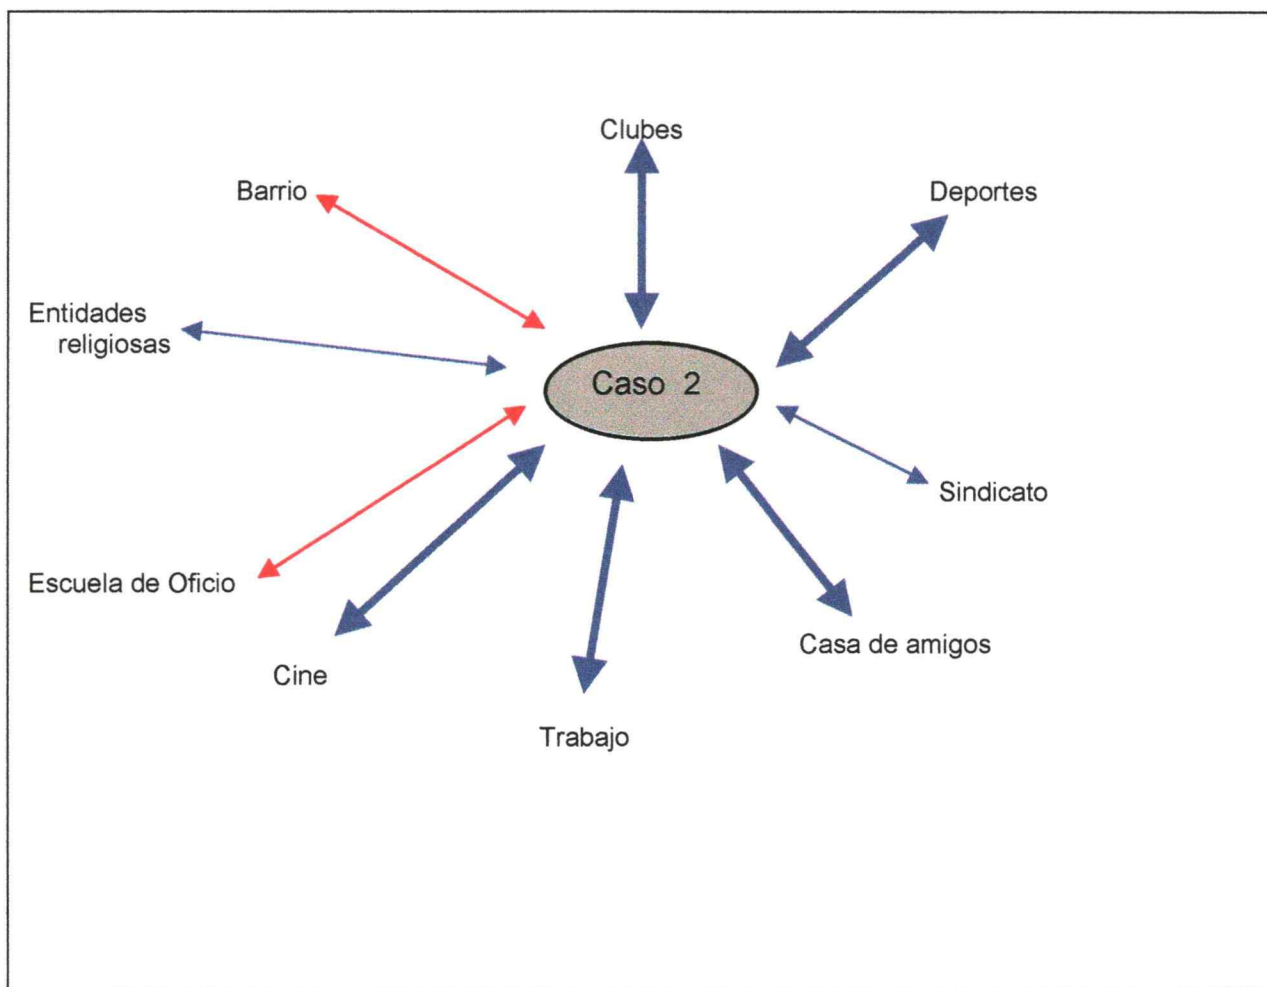 Clubes
Barrio
Deportes
Entidades
religiosas
Caso 2
Sindicato
Escuela de Oficio
Casa de amigos
Cine
Trabajo